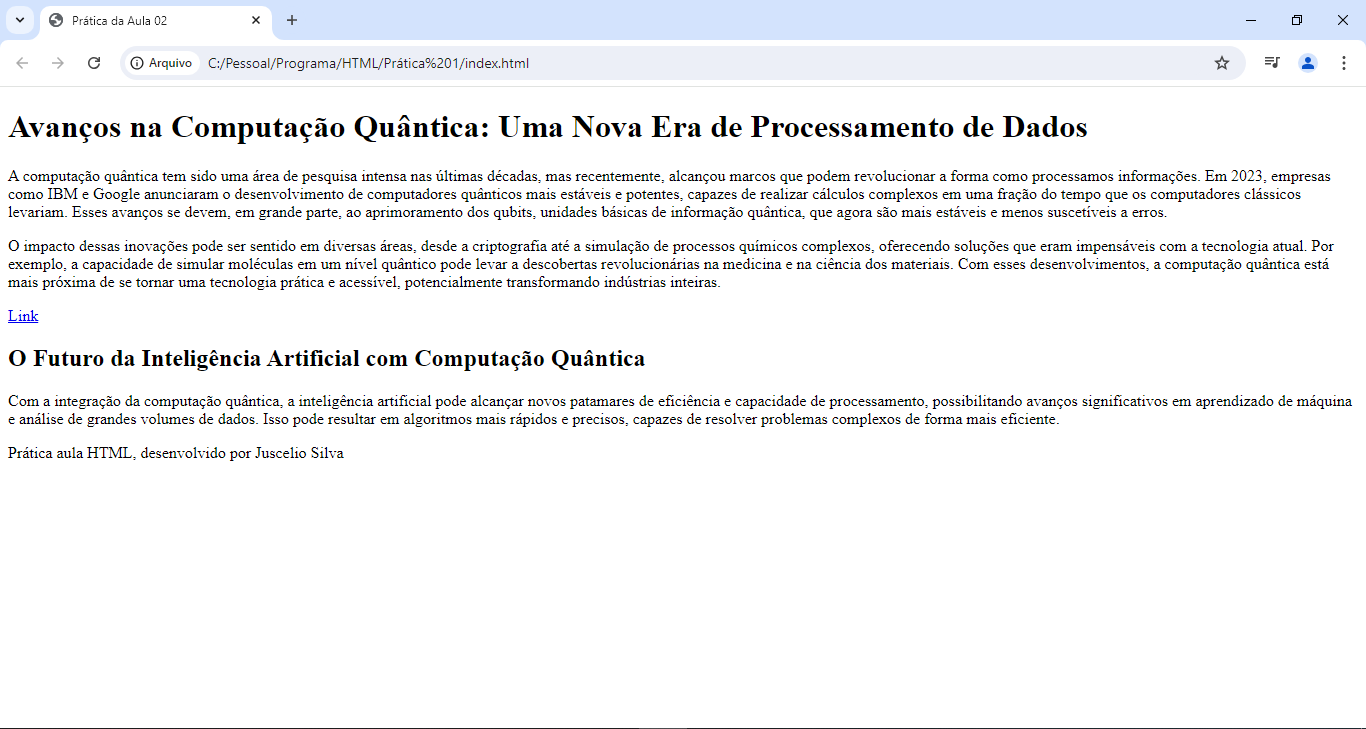 Prática da Aula 02
Arquivo
C:/Pessoal/Programa/HTML/Prática%201/index.html
Avanços na Computação Quântica: Uma Nova Era de Processamento de Dados
A computação quântica tem sido uma área de pesquisa intensa nas últimas décadas, mas recentemente, alcançou marcos que podem revolucionar a forma como processamos informações. Em 2023, empresas
como IBM e Google anunciaram o desenvolvimento de computadores quânticos mais estáveis e potentes, capazes de realizar cálculos complexos em uma fração do tempo que os computadores clássicos
levariam. Esses avanços se devem, em grande parte, ao aprimoramento dos qubits, unidades básicas de informação quântica, que agora são mais estáveis e menos suscetíveis a erros.
O impacto dessas inovações pode ser sentido em diversas áreas, desde a criptografia até a simulação de processos químicos complexos, oferecendo soluções que eram impensáveis com a tecnologia atual. Por
exemplo, a capacidade de simular moléculas em um nível quântico pode levar a descobertas revolucionárias na medicina e na ciência dos materiais. Com esses desenvolvimentos, a computação quântica está
mais próxima de se tornar uma tecnologia prática e acessível, potencialmente transformando indústrias inteiras.
Link
O Futuro da Inteligência Artificial com Computação Quântica
Com a integração da computação quântica, a inteligência artificial pode alcançar novos patamares de eficiência e capacidade de processamento, possibilitando avanços significativos em aprendizado de máquina
e análise de grandes volumes de dados. Isso pode resultar em algoritmos mais rápidos e precisos, capazes de resolver problemas complexos de forma mais eficiente.
Prática aula HTML, desenvolvido por Juscelio Silva